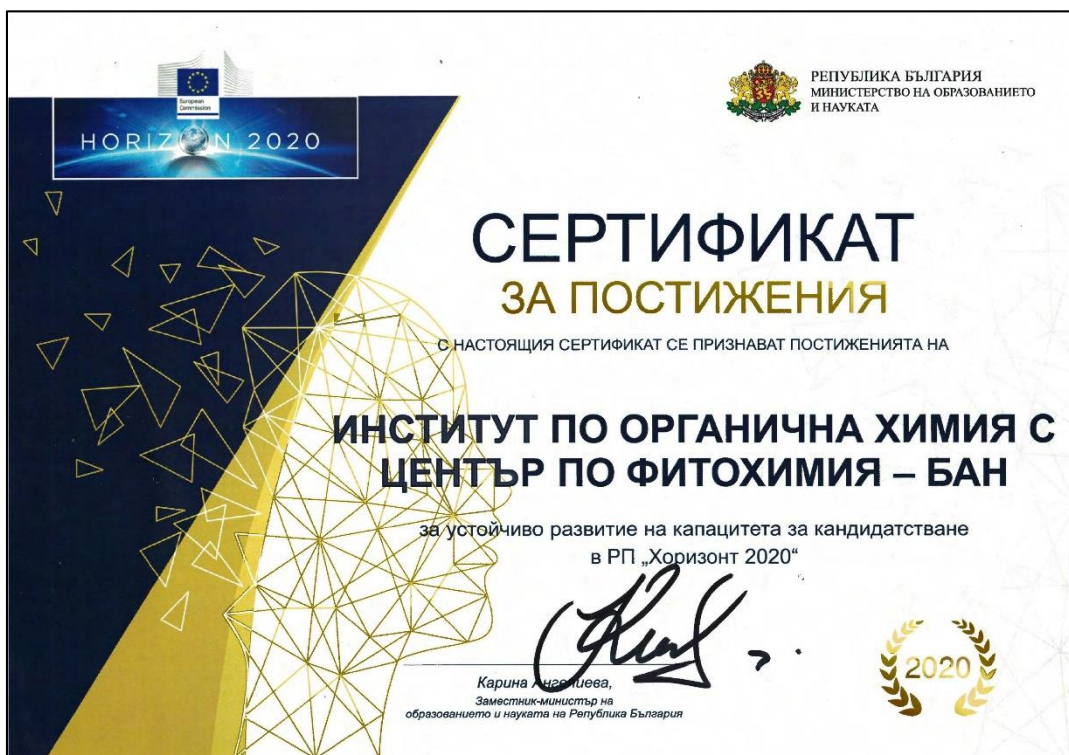 European
Commission
HORIZON 2020
РЕПУБЛИКА БЪЛГАРИЯ
МИНИСТЕРСТВО НА ОБРАЗОВАНИЕТО
И НАУКАТА
СЕРТИФИКАТ
ЗА ПОСТИЖЕНИЯ
С НАСТОЯЩИЯ СЕРТИФИКАТ СЕ ПРИЗНАВАТ ПОСТИЖЕНИЯТА НА
ИНСТИТУТ ПО ОРГАНИЧНА ХИМИЯ С
ЦЕНТЪР ПО ФИТОХИМИЯ – БАН
за устойчиво развитие на капацитета за кандидатстване
в РП „Хоризонт 2020“
Карина Ангелиева,
Заместник-министър на
образованието и науката на Република България
2020